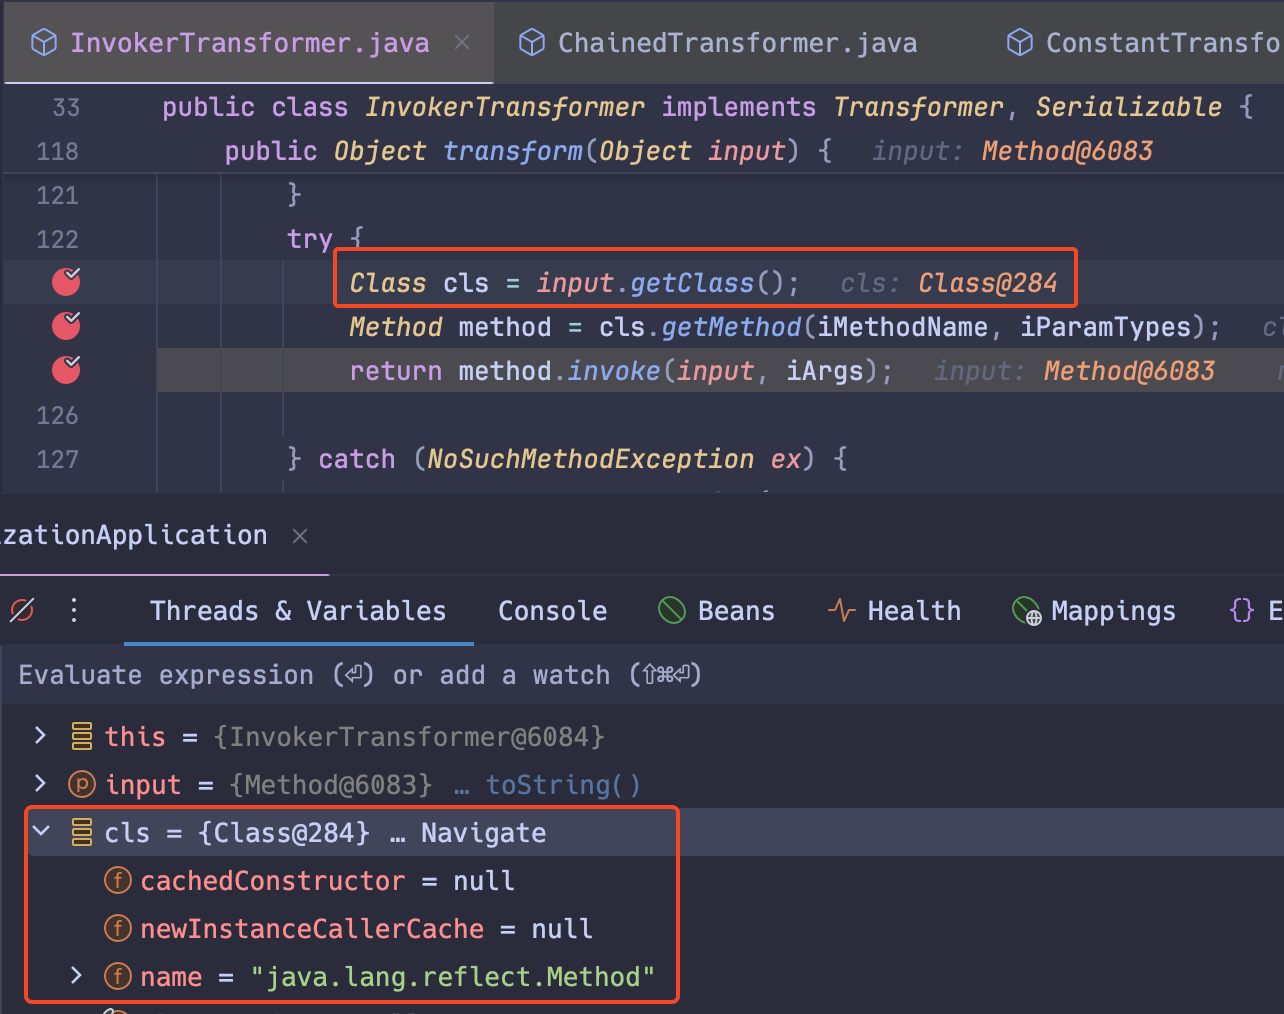 InvokerTransformer.java × ChainedTransformer.java ConstantTransfo
33 public class InvokerTransformer implements Transformer, Serializable {
118 public Object transform(Object input) { input: Method@6083
121 }
122 try {
Class cls = input.getClass(); cls: Class@284
Method method = cls.getMethod(iMethodName, iParamTypes); cl
return method.invoke(input, iArgs); input: Method@6083
126
127 } catch (NoSuchMethodException ex) {
izationApplication ×
Threads & Variables Console Beans Health Mappings {} E
Evaluate expression (⏎) or add a watch (⇧⌘⏎)
this = {InvokerTransformer@6084}
p input = {Method@6083} … toString()
cls = {Class@284} … Navigate
f cachedConstructor = null
f newInstanceCallerCache = null
f name = "java.lang.reflect.Method"